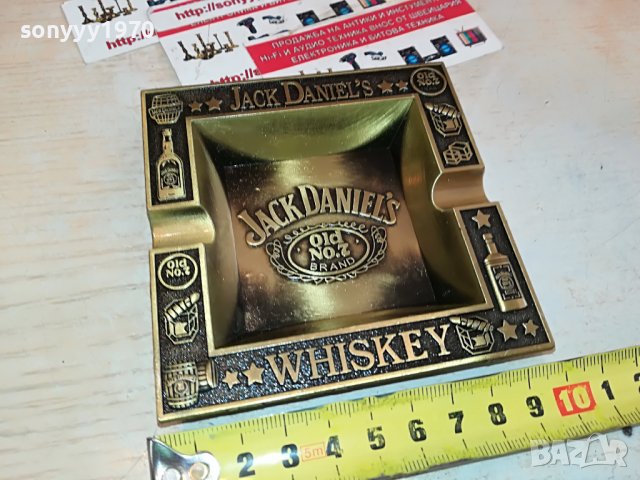 sonyyy1970
http://so
ПРОДАЖБА НА АНТИКИ И ИНСТУМЕН
HI-FI И АУДИО ТЕХНИКА ВНОС ОТ ШВЕЙЦАРИЯ
ЕЛЕКТРОНИКА И БИТОВА ТЕХНИКА
JACK DANIEL'S
Old No.7
JACK DANIEL'S
Old
No.7
BRAND
Old
No.7
WHISKEY
2 3 5m 4 5 6 7 8 9 10 1
BAZAR